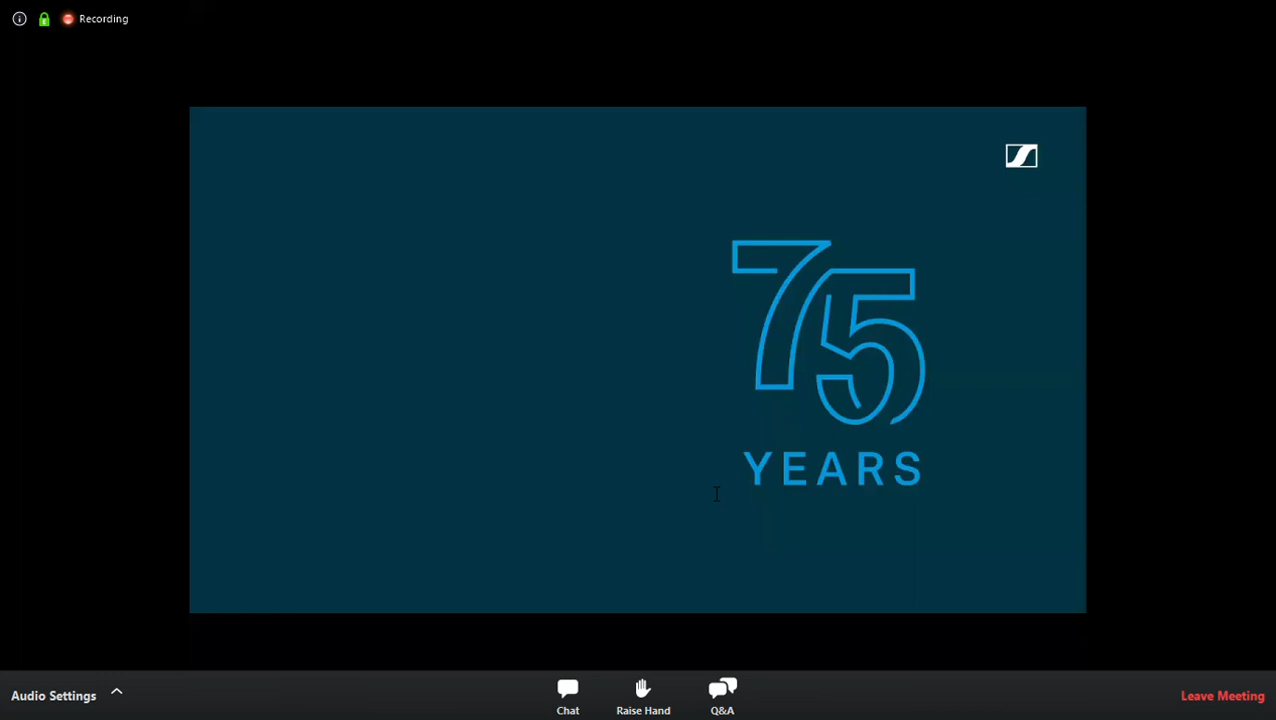 Recording
75
YEARS
Audio Settings
Chat
Raise Hand
Q&A
Leave Meeting